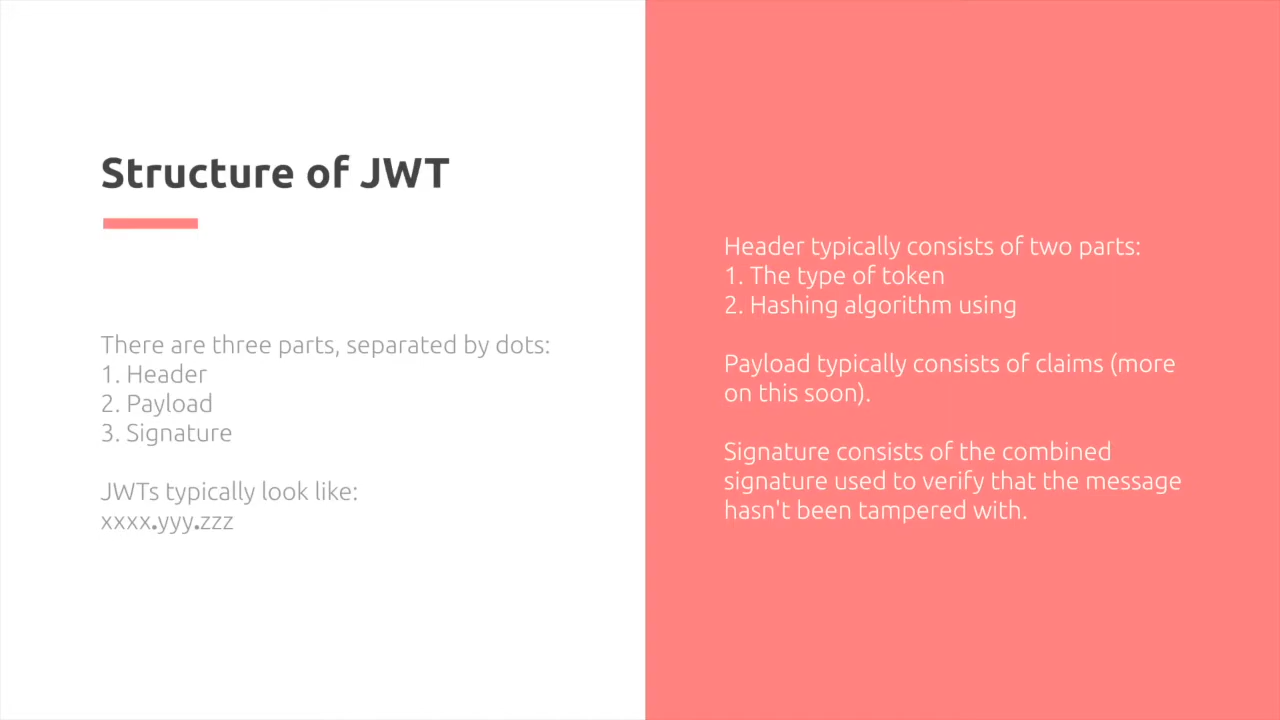 Structure of JWT
There are three parts, separated by dots:
1. Header
2. Payload
3. Signature
JWTs typically look like:
xxxx.yyy.zzz
Header typically consists of two parts:
1. The type of token
2. Hashing algorithm using
Payload typically consists of claims (more
on this soon).
Signature consists of the combined
signature used to verify that the message
hasn't been tampered with.